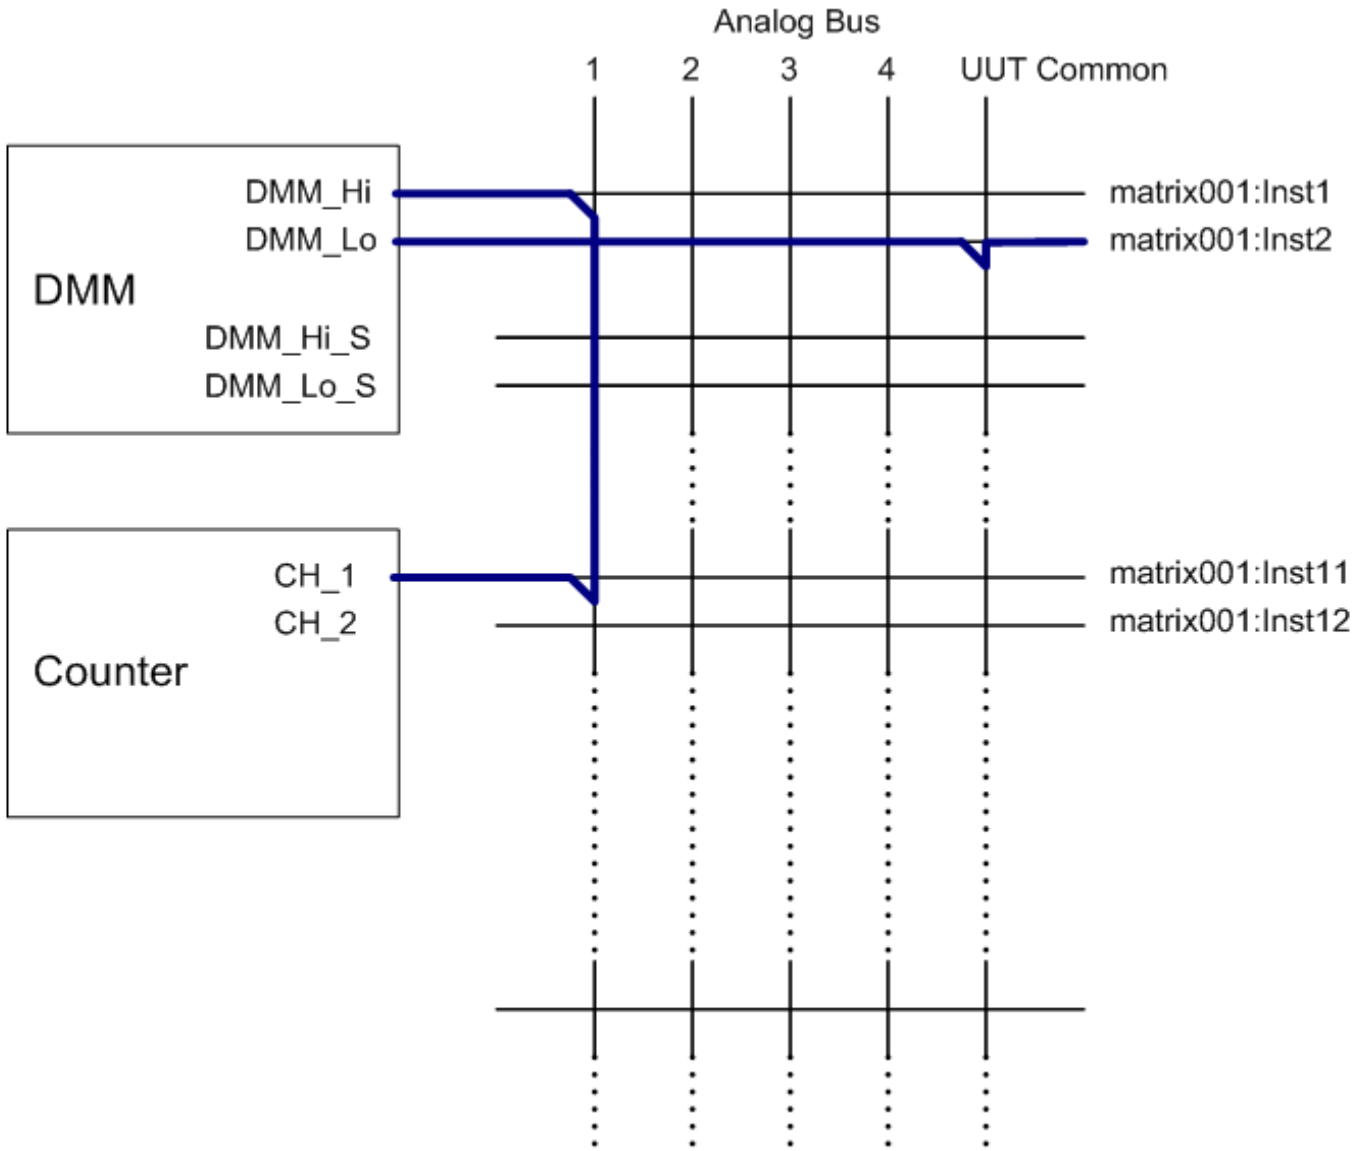 Analog Bus
1 2 3 4 UUT Common
DMM_Hi matrix001:Inst1
DMM_Lo matrix001:Inst2
DMM
DMM_Hi_S
DMM_Lo_S
CH_1 matrix001:Inst11
CH_2 matrix001:Inst12
Counter